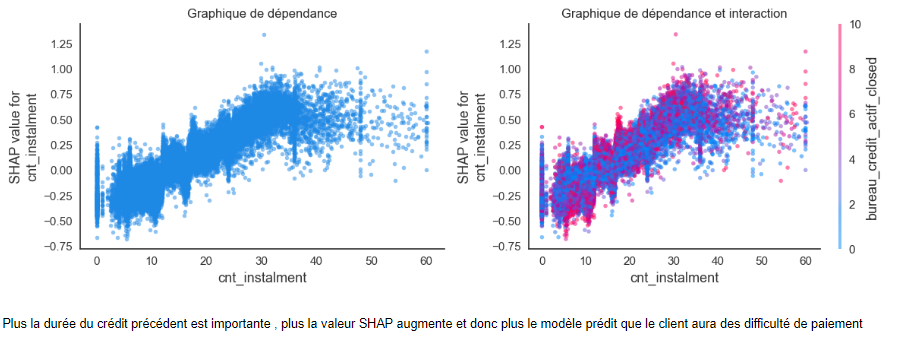 Graphique de dépendance
1.25
1.00
0.75
0.50
0.25
0.00
−0.25
−0.50
−0.75
SHAP value for
cnt_instalment
0 10 20 30 40 50 60
cnt_instalment
Graphique de dépendance et interaction
1.25
1.00
0.75
0.50
0.25
0.00
−0.25
−0.50
−0.75
SHAP value for
cnt_instalment
0 10 20 30 40 50 60
cnt_instalment
10
8
6
4
2
0
bureau_credit_actif_closed
Plus la durée du crédit précédent est importante , plus la valeur SHAP augmente et donc plus le modèle prédit que le client aura des difficulté de paiement